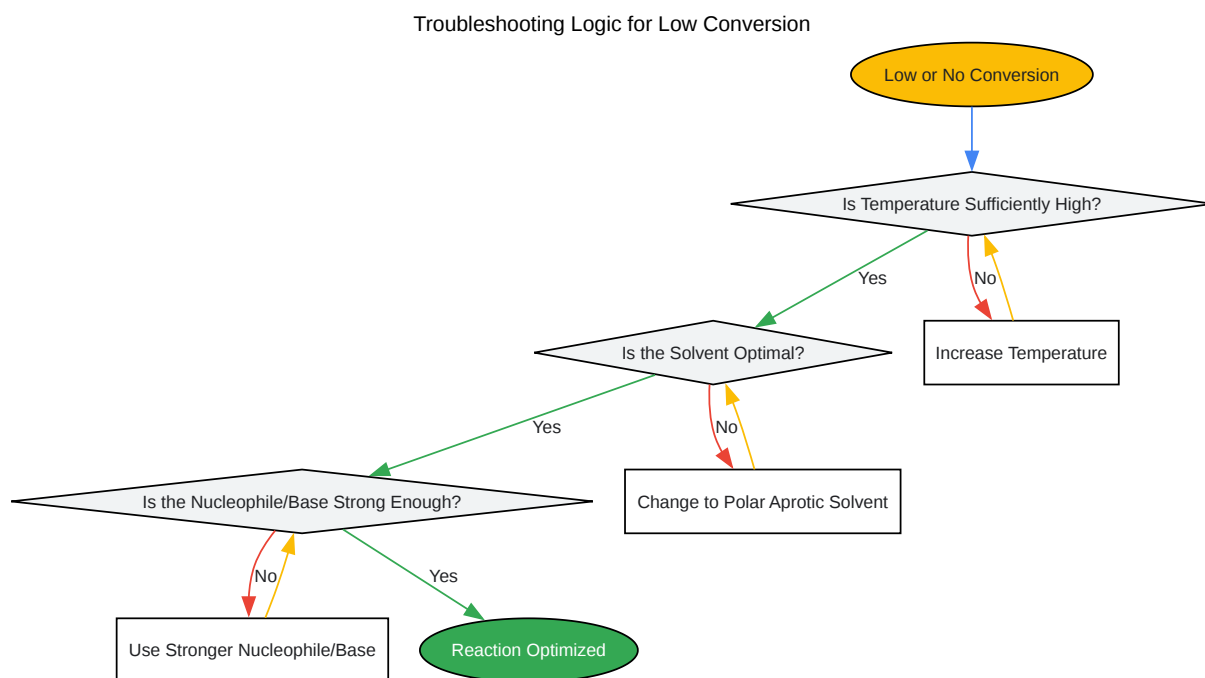 Troubleshooting Logic for Low Conversion
Low or No Conversion
Is Temperature Sufficiently High?
Yes
No
Is the Solvent Optimal?
Increase Temperature
Yes
No
Is the Nucleophile/Base Strong Enough?
Change to Polar Aprotic Solvent
No
Yes
Use Stronger Nucleophile/Base
Reaction Optimized